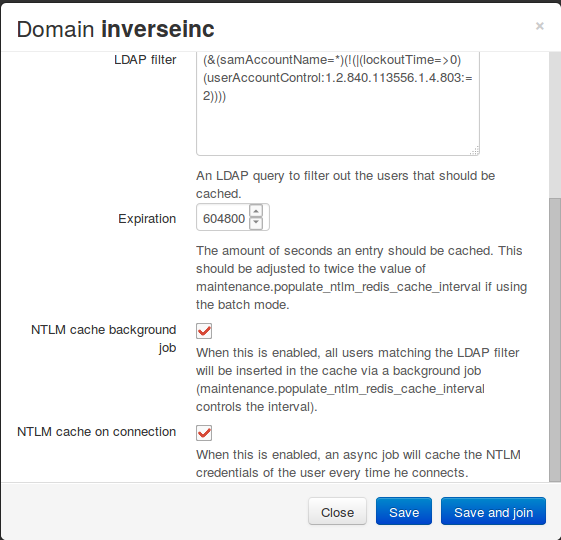 Domain inverseinc
×
LDAP filter
(&(samAccountName=*)(!(|(lockoutTime=>0)
(userAccountControl:1.2.840.113556.1.4.803:=
2))))
An LDAP query to filter out the users that should be
cached.
Expiration
604800
The amount of seconds an entry should be cached. This
should be adjusted to twice the value of
maintenance.populate_ntlm_redis_cache_interval if using
the batch mode.
NTLM cache background
job
When this is enabled, all users matching the LDAP filter
will be inserted in the cache via a background job
(maintenance.populate_ntlm_redis_cache_interval
controls the interval).
NTLM cache on connection
When this is enabled, an async job will cache the NTLM
credentials of the user every time he connects.
Close
Save
Save and join